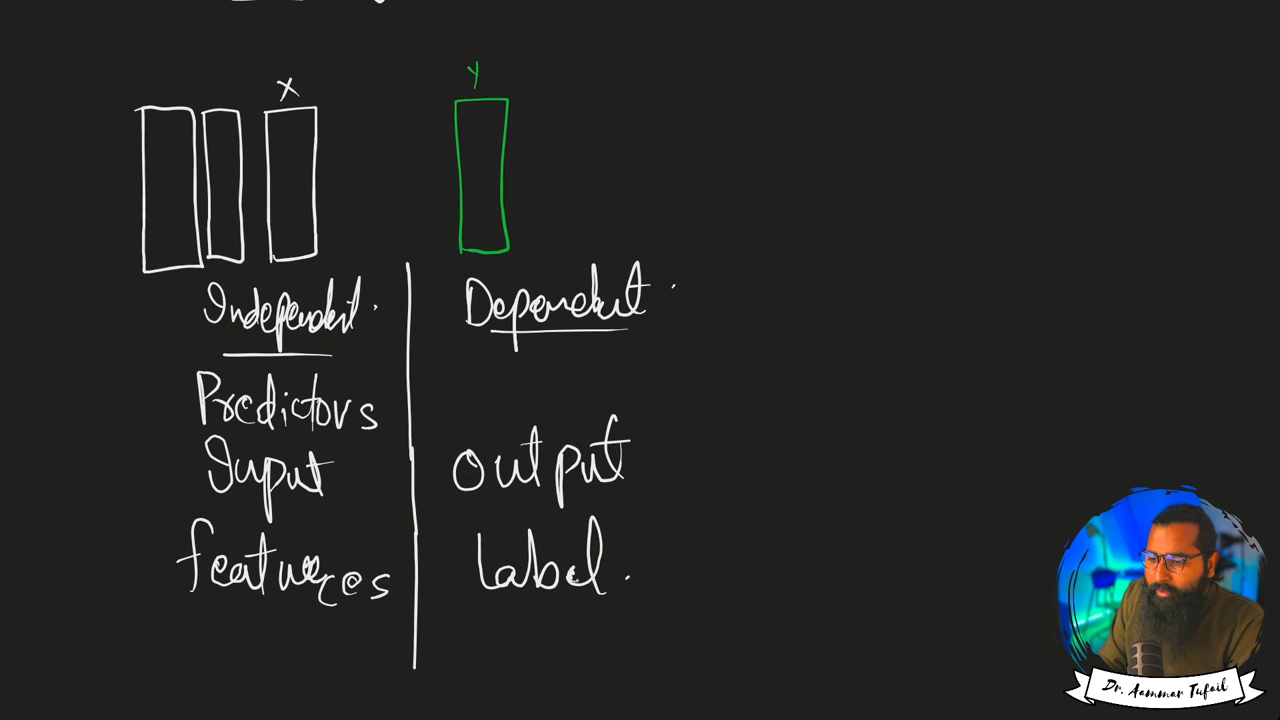 X
Y
Independent.
Dependent.
Predictors
Input
Output
features
Label.
Dr. Aammar Tufail